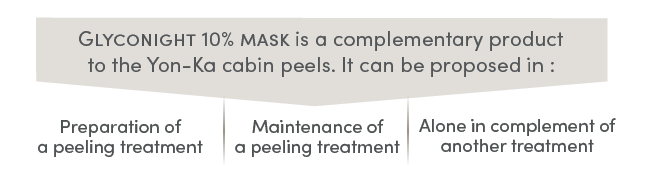 GLYCONIGHT 10% MASK is a complementary product
to the Yon-Ka cabin peels. It can be proposed in :
Preparation of
a peeling treatment
Maintenance of
a peeling treatment
Alone in complement of
another treatment